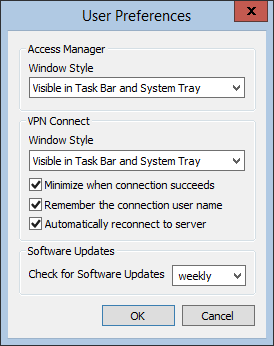 User Preferences
Access Manager
Window Style
Visible in Task Bar and System Tray
VPN Connect
Window Style
Visible in Task Bar and System Tray
Minimize when connection succeeds
Remember the connection user name
Automatically reconnect to server
Software Updates
Check for Software Updates weekly
OK Cancel